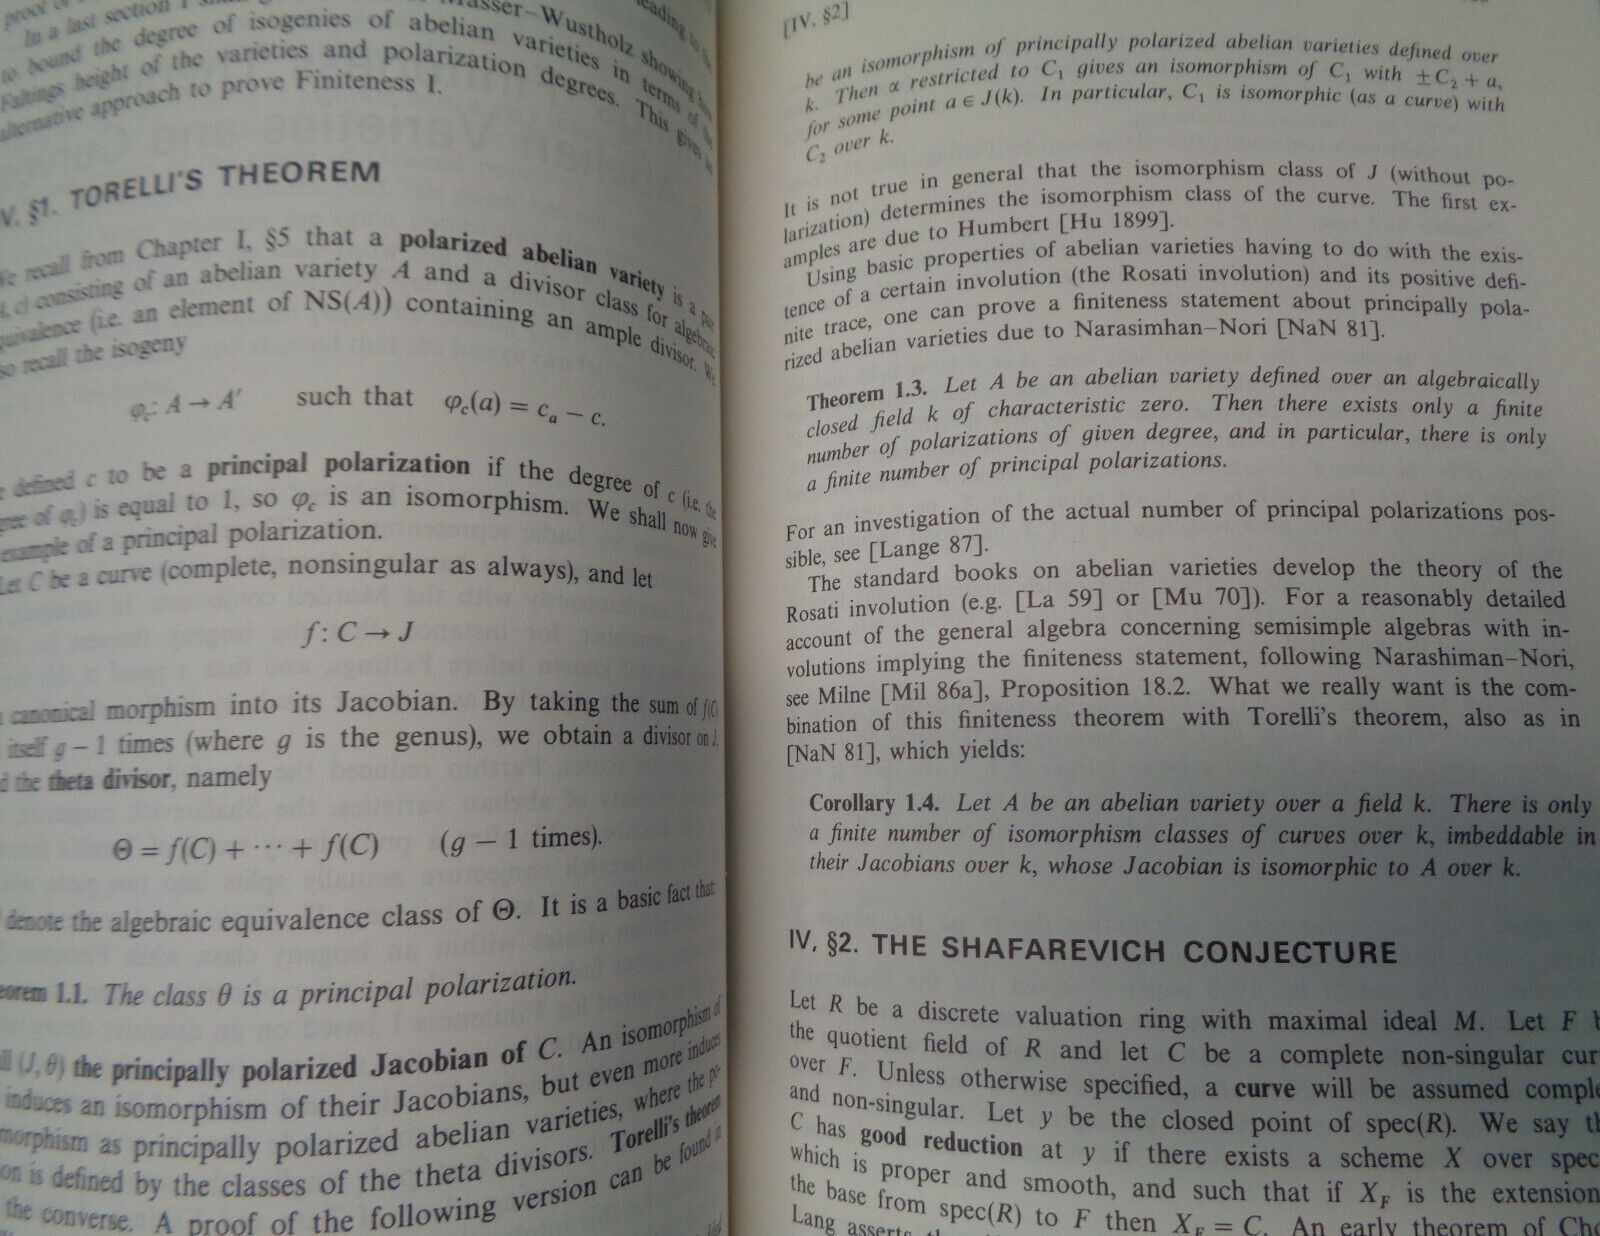 proof of
In a last section
Masser–Wustholz showing
to bound the degree of isogenies of abelian varieties in terms of the
Faltings height of the varieties and polarization degrees. This gives an
alternative approach to prove Finiteness I.
§1. TORELLI'S THEOREM
We recall from Chapter I, §5 that a polarized abelian variety is a pair
consisting of an abelian variety A and a divisor class for algebraic
equivalence (i.e. an element of NS(A)) containing an ample divisor. We
so recall the isogeny
φc: A → A′ such that φc(a) = ca − c.
defined c to be a principal polarization if the degree of c (i.e. the
gree of φc) is equal to 1, so φc is an isomorphism. We shall now give
example of a principal polarization.
Let C be a curve (complete, nonsingular as always), and let
f: C → J
canonical morphism into its Jacobian. By taking the sum of f(C)
itself g − 1 times (where g is the genus), we obtain a divisor on J,
d the theta divisor, namely
Θ = f(C) + ··· + f(C) (g − 1 times).
denote the algebraic equivalence class of Θ. It is a basic fact that
eorem 1.1. The class θ is a principal polarization.
ll (J, θ) the principally polarized Jacobian of C. An isomorphism of
induces an isomorphism of their Jacobians, but even more induces
morphism as principally polarized abelian varieties, where the po-
ion is defined by the classes of the theta divisors. Torelli's theorem
the converse. A proof of the following version can be found in
[IV, §2]
be an isomorphism of principally polarized abelian varieties defined over
k. Then α restricted to C1 gives an isomorphism of C1 with ±C2 + a,
for some point a ∈ J(k). In particular, C1 is isomorphic (as a curve) with
C2 over k.
It is not true in general that the isomorphism class of J (without po-
larization) determines the isomorphism class of the curve. The first ex-
amples are due to Humbert [Hu 1899].
Using basic properties of abelian varieties having to do with the exis-
tence of a certain involution (the Rosati involution) and its positive defi-
nite trace, one can prove a finiteness statement about principally pola-
rized abelian varieties due to Narasimhan–Nori [NaN 81].
Theorem 1.3. Let A be an abelian variety defined over an algebraically
closed field k of characteristic zero. Then there exists only a finite
number of polarizations of given degree, and in particular, there is only
a finite number of principal polarizations.
For an investigation of the actual number of principal polarizations pos-
sible, see [Lange 87].
The standard books on abelian varieties develop the theory of the
Rosati involution (e.g. [La 59] or [Mu 70]). For a reasonably detailed
account of the general algebra concerning semisimple algebras with in-
volutions implying the finiteness statement, following Narashiman–Nori,
see Milne [Mil 86a], Proposition 18.2. What we really want is the com-
bination of this finiteness theorem with Torelli's theorem, also as in
[NaN 81], which yields:
Corollary 1.4. Let A be an abelian variety over a field k. There is only
a finite number of isomorphism classes of curves over k, imbeddable in
their Jacobians over k, whose Jacobian is isomorphic to A over k.
IV, §2. THE SHAFAREVICH CONJECTURE
Let R be a discrete valuation ring with maximal ideal M. Let F
the quotient field of R and let C be a complete non-singular cur
over F. Unless otherwise specified, a curve will be assumed comple
and non-singular. Let y be the closed point of spec(R). We say th
C has good reduction at y if there exists a scheme X over spec
which is proper and smooth, and such that if XF is the extension
the base from spec(R) to F then XF = C. An early theorem of Cho
Lang asserts